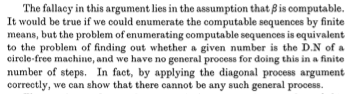 The fallacy in this argument lies in the assumption that β is computable.
It would be true if we could enumerate the computable sequences by finite
means, but the problem of enumerating computable sequences is equivalent
to the problem of finding out whether a given number is the D.N of a
circle-free machine, and we have no general process for doing this in a finite
number of steps. In fact, by applying the diagonal process argument
correctly, we can show that there cannot be any such general process.